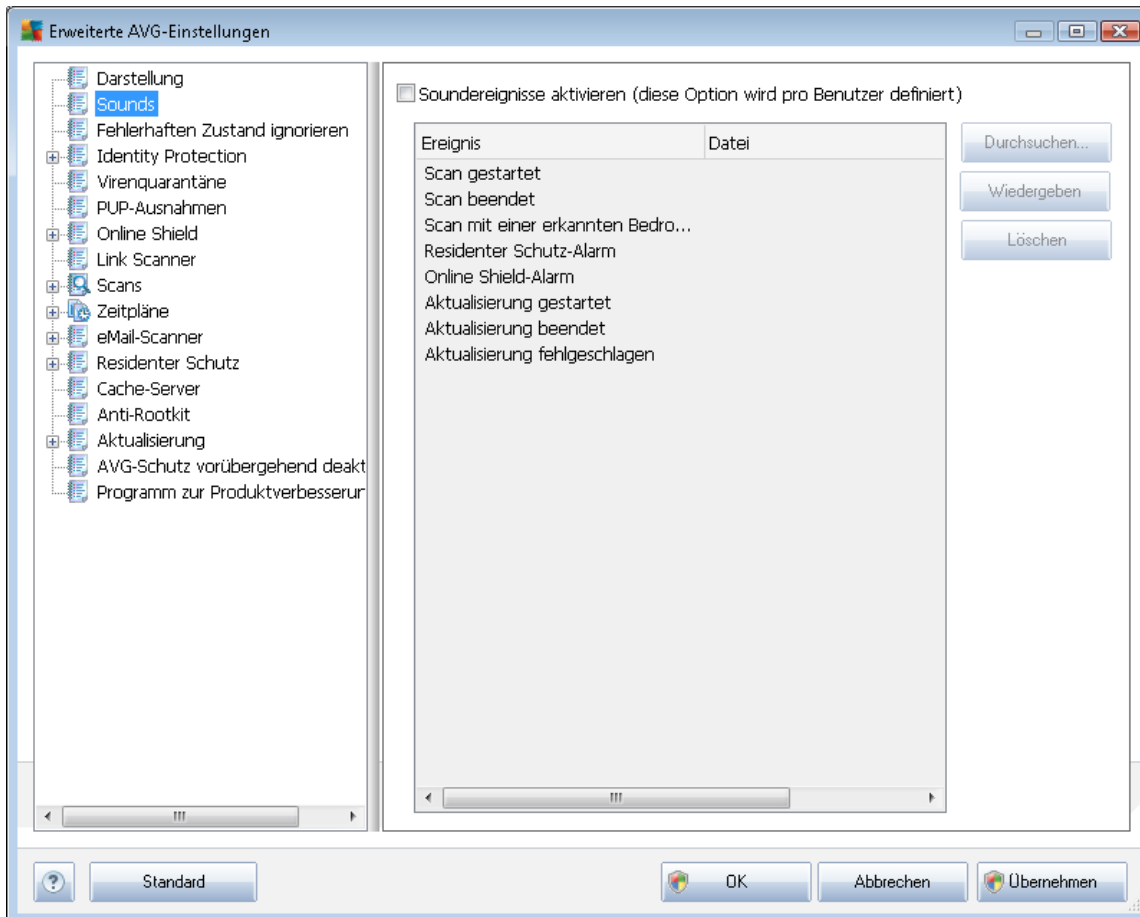 Erweiterte AVG-Einstellungen
Darstellung
Sounds
Fehlerhaften Zustand ignorieren
Identity Protection
Virenquarantäne
PUP-Ausnahmen
Online Shield
Link Scanner
Scans
Zeitpläne
eMail-Scanner
Residenter Schutz
Cache-Server
Anti-Rootkit
Aktualisierung
AVG-Schutz vorübergehend deakt
Programm zur Produktverbesserur
Soundereignisse aktivieren (diese Option wird pro Benutzer definiert)
Ereignis Datei
Scan gestartet
Scan beendet
Scan mit einer erkannten Bedro...
Residenter Schutz-Alarm
Online Shield-Alarm
Aktualisierung gestartet
Aktualisierung beendet
Aktualisierung fehlgeschlagen
Durchsuchen...
Wiedergeben
Löschen
? Standard OK Abbrechen Übernehmen